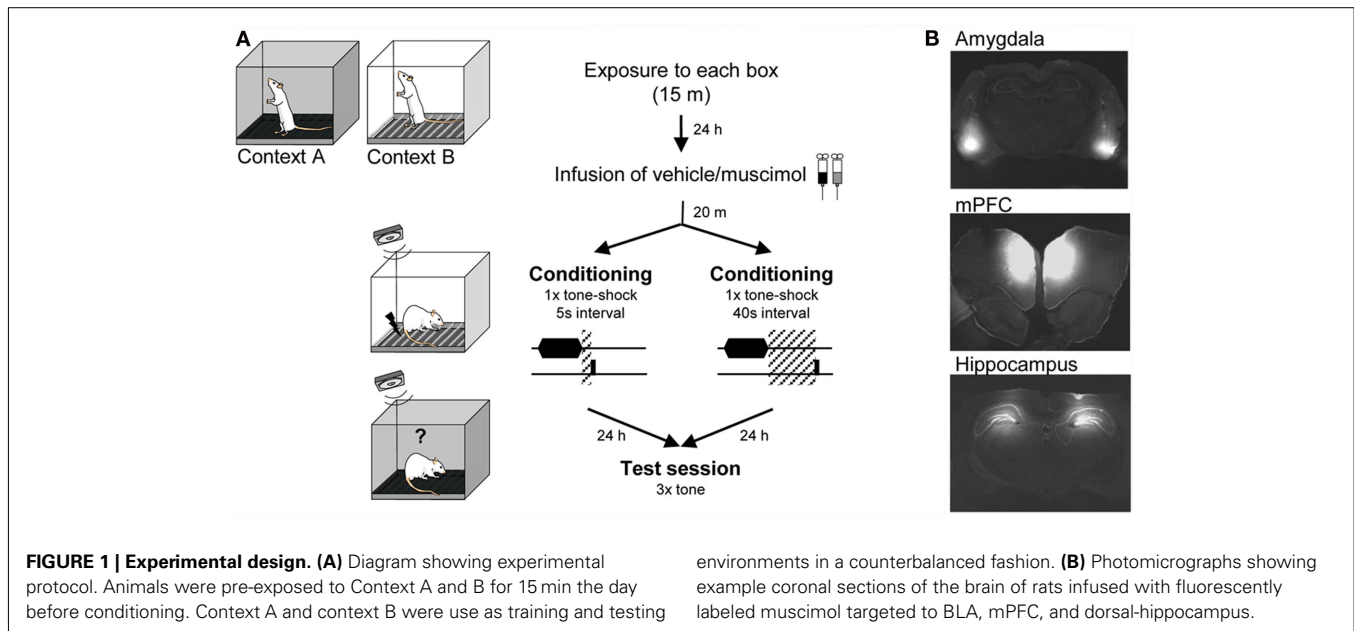 A
Context A
Context B
Exposure to each box
(15 m)
24 h
Infusion of vehicle/muscimol
20 m
Conditioning
1x tone-shock
5s interval
Conditioning
1x tone-shock
40s interval
?
24 h
24 h
Test session
3x tone
B
Amygdala
mPFC
Hippocampus
FIGURE 1 | Experimental design. (A) Diagram showing experimental
protocol. Animals were pre-exposed to Context A and B for 15 min the day
before conditioning. Context A and context B were use as training and testing
environments in a counterbalanced fashion. (B) Photomicrographs showing
example coronal sections of the brain of rats infused with fluorescently
labeled muscimol targeted to BLA, mPFC, and dorsal-hippocampus.